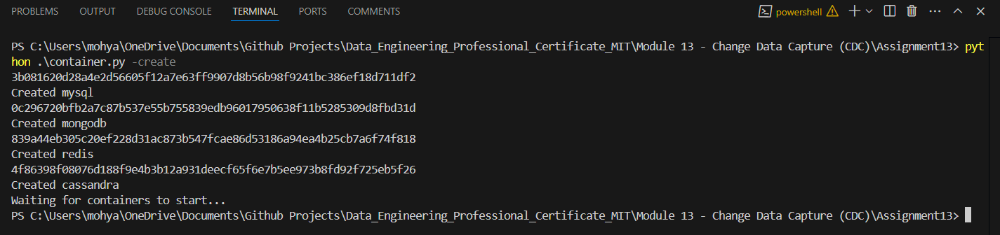 PROBLEMS OUTPUT DEBUG CONSOLE TERMINAL PORTS COMMENTS powershell
PS C:\Users\mohya\OneDrive\Documents\Github Projects\Data_Engineering_Professional_Certificate_MIT\Module 13 - Change Data Capture (CDC)\Assignment13> pyt
hon .\container.py -create
3b081620d28a4e2d56605f12a7e63ff9907d8b56b98f9241bc386ef18d711df2
Created mysql
0c296720bfb2a7c87b537e55b755839edb96017950638f11b5285309d8fbd31d
Created mongodb
839a44eb305c20ef228d31ac873b547fcae86d53186a94ea4b25cb7a6f74f818
Created redis
4f86398f08076d188f9e4b3b12a931deecf65f6e7b5ee973b8fd92f725eb5f26
Created cassandra
Waiting for containers to start...
PS C:\Users\mohya\OneDrive\Documents\Github Projects\Data_Engineering_Professional_Certificate_MIT\Module 13 - Change Data Capture (CDC)\Assignment13>